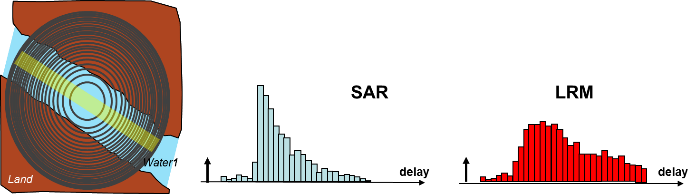 Land
Water1
SAR
delay
LRM
delay